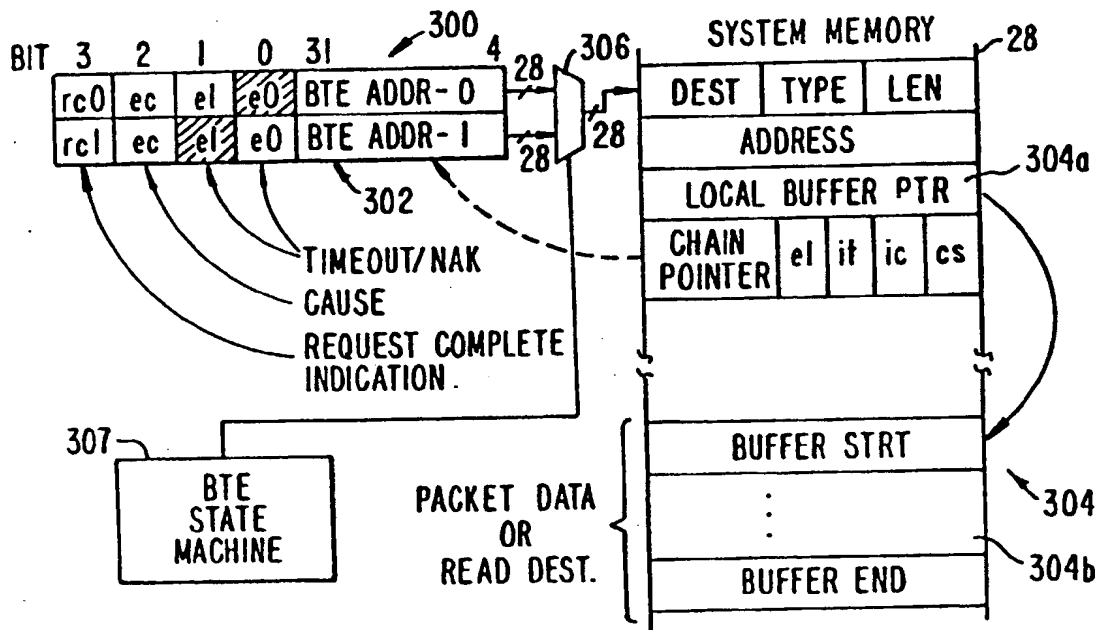 BIT 3 2 1 0 31 4
300
rc0 ec e1 e0 BTE ADDR-0
rc1 ec e1 e0 BTE ADDR-1
28
28
306
28
302
TIMEOUT/NAK
CAUSE
REQUEST COMPLETE
INDICATION.
307
BTE
STATE
MACHINE
SYSTEM MEMORY
28
DEST TYPE LEN
ADDRESS
LOCAL BUFFER PTR
304a
CHAIN
POINTER
el it ic cs
PACKET DATA
OR
READ DEST.
BUFFER STRT
BUFFER END
304
304b